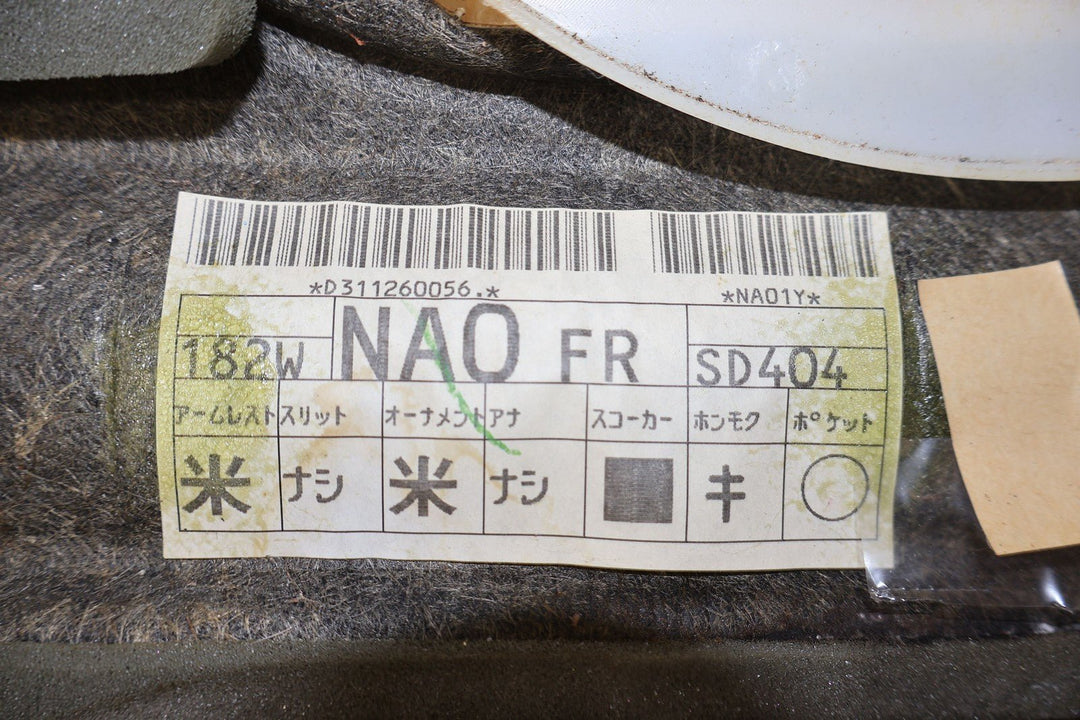 *D311260056.* *NA01Y*
182W NAO FR SD404
アームレスト スリット オーナメント アナ スコーカー ホンモク ポケット
米 ナシ 米 ナシ ■ キ ○